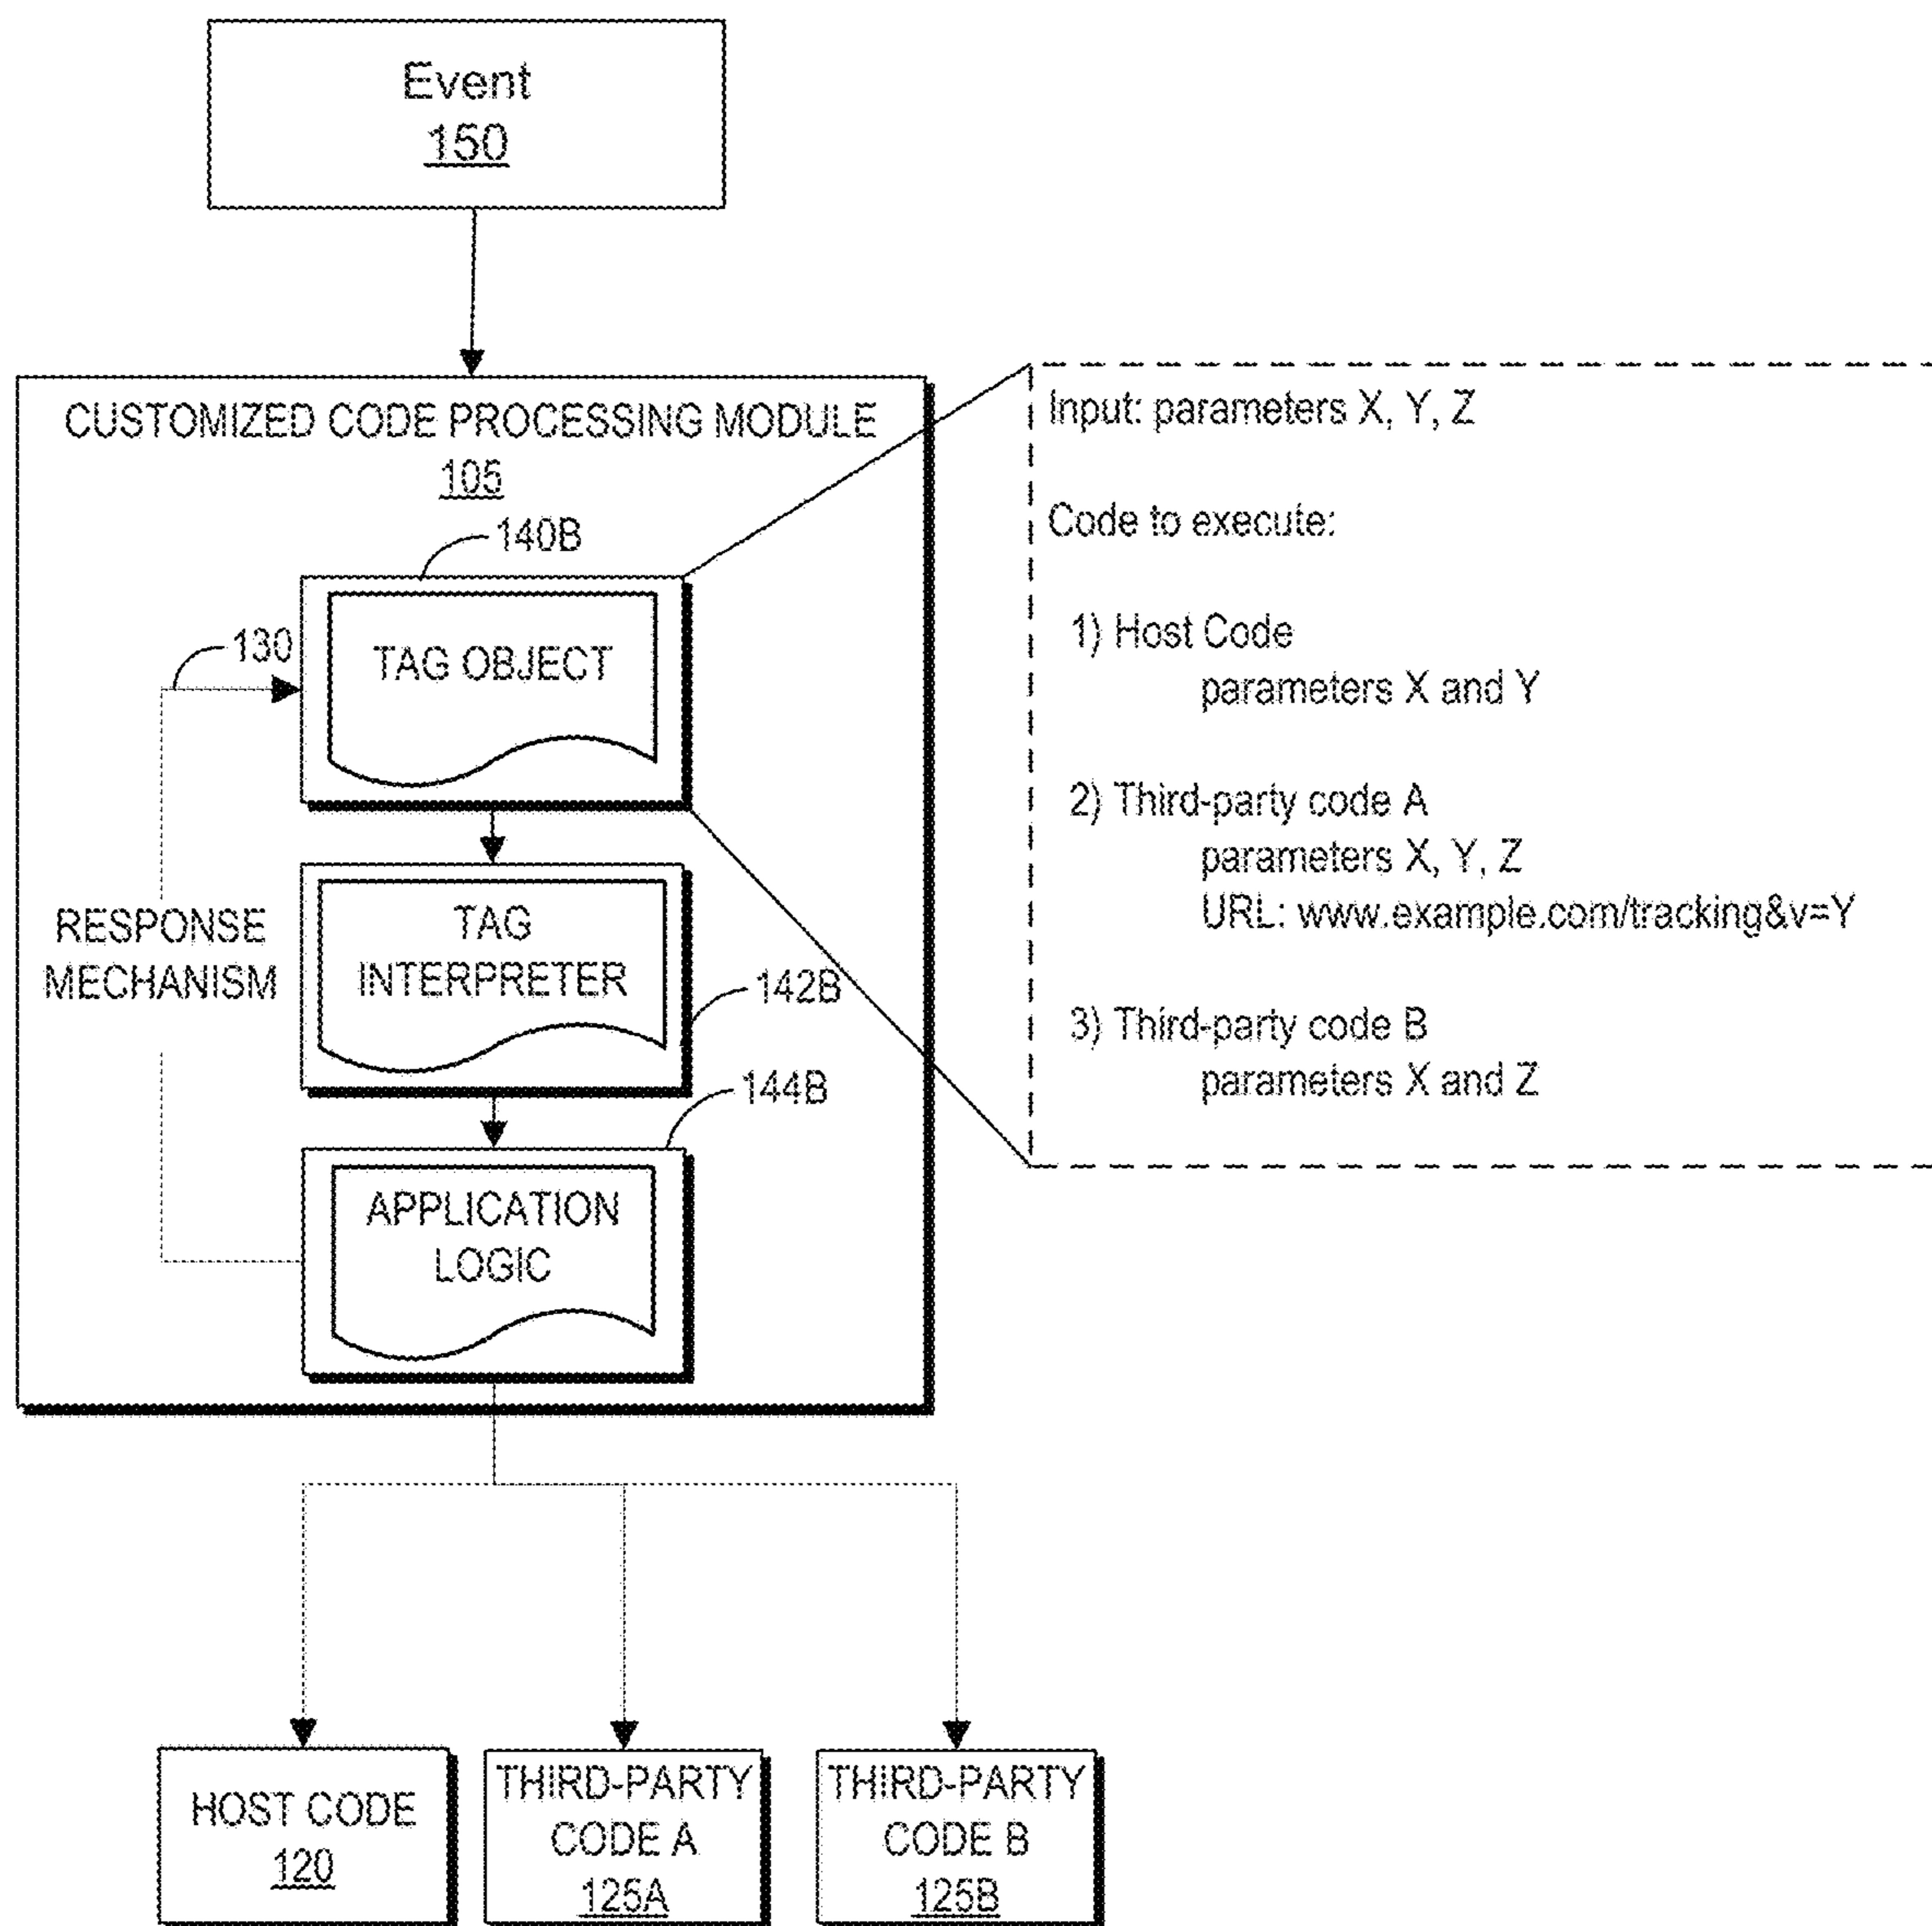 Event
150
CUSTOMIZED CODE PROCESSING MODULE
105
140B
130
TAG OBJECT
RESPONSE
MECHANISM
TAG
INTERPRETER
142B
144B
APPLICATION
LOGIC
Input: parameters X, Y, Z
Code to execute:
1) Host Code
parameters X and Y
2) Third-party code A
parameters X, Y, Z
URL: www.example.com/tracking&v=Y
3) Third-party code B
parameters X and Z
HOST CODE
120
THIRD-PARTY
CODE A
125A
THIRD-PARTY
CODE B
125B